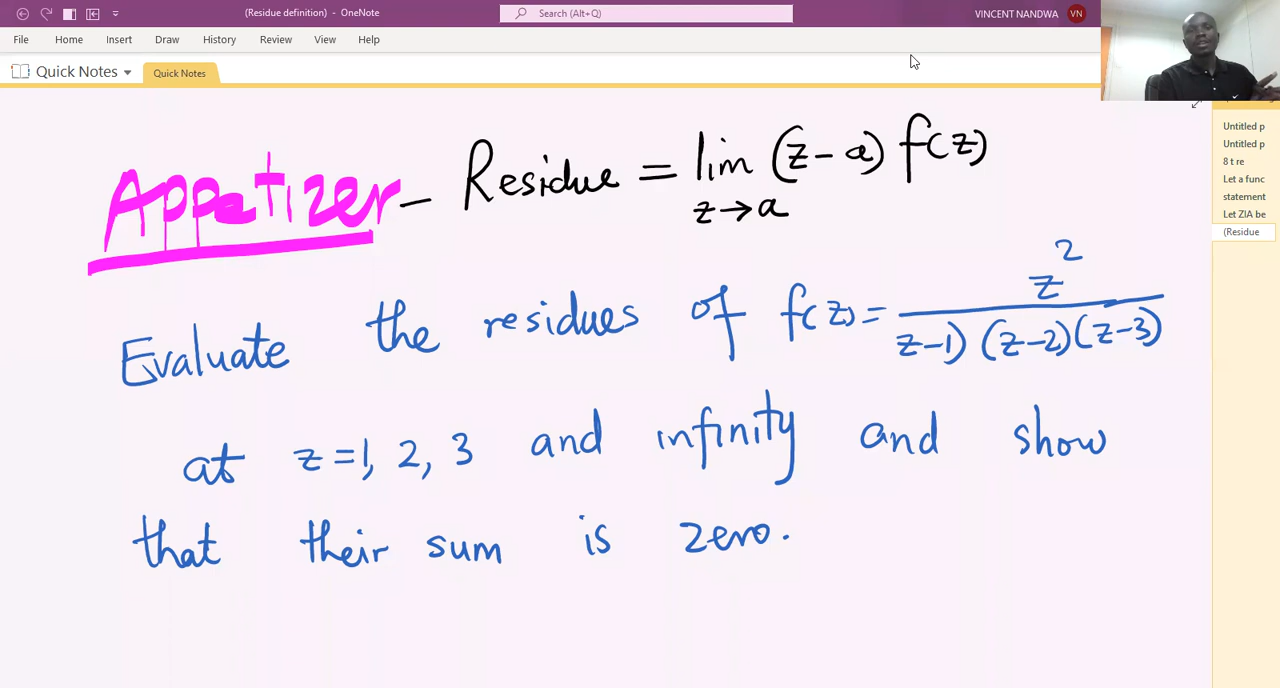 (Residue definition) - OneNote
Search (Alt+Q)
VINCENT NANDWA
VN
File Home Insert Draw History Review View Help
Quick Notes
Quick Notes
Appetizer - Residue = lim (z-a) f(z)
z→a
Evaluate the residues of f(z) = z²
z-1) (z-2)(z-3)
at z=1, 2, 3 and infinity and show
that their sum is zero.
Untitled p
Untitled p
8 t re
Let a func
statement
Let ZIA be
(Residue